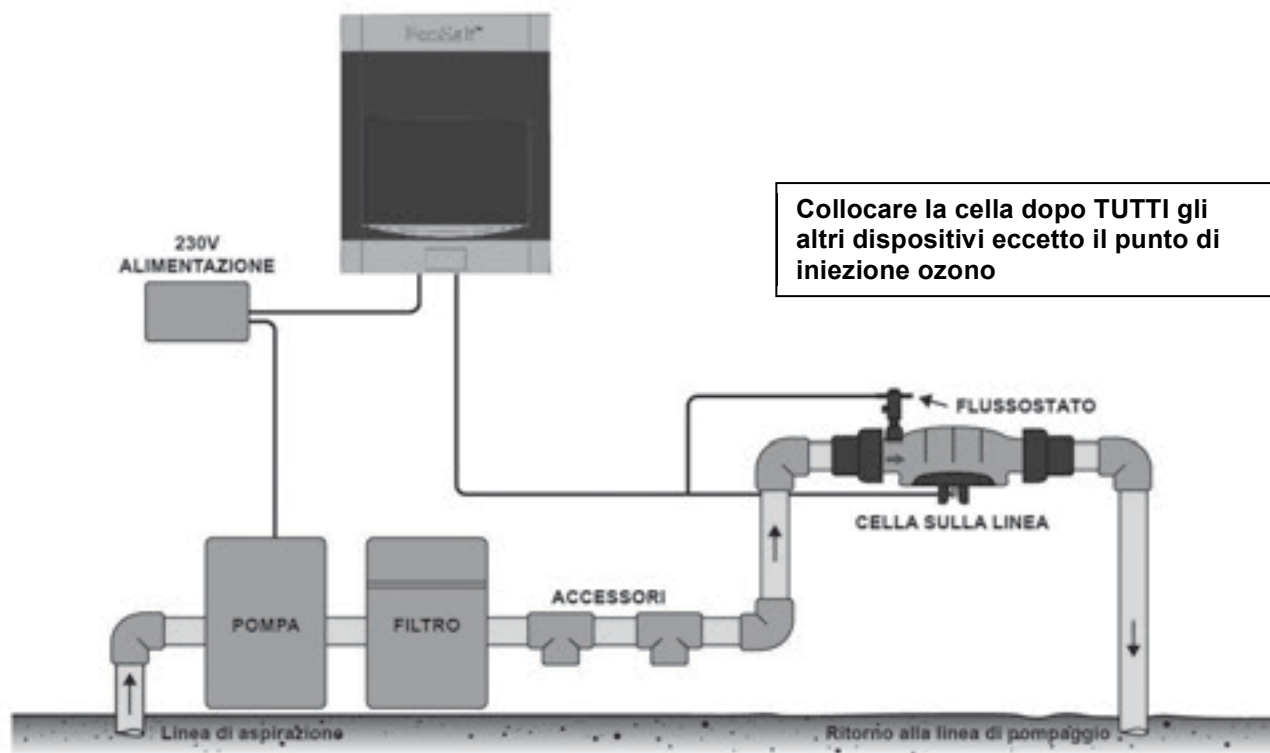 EcoSalt™
230V
ALIMENTAZIONE
Collocare la cella dopo TUTTI gli
altri dispositivi eccetto il punto di
iniezione ozono
FLUSSOSTATO
CELLA SULLA LINEA
ACCESSORI
POMPA
FILTRO
Linea di aspirazione
Ritorno alla linea di pompaggio